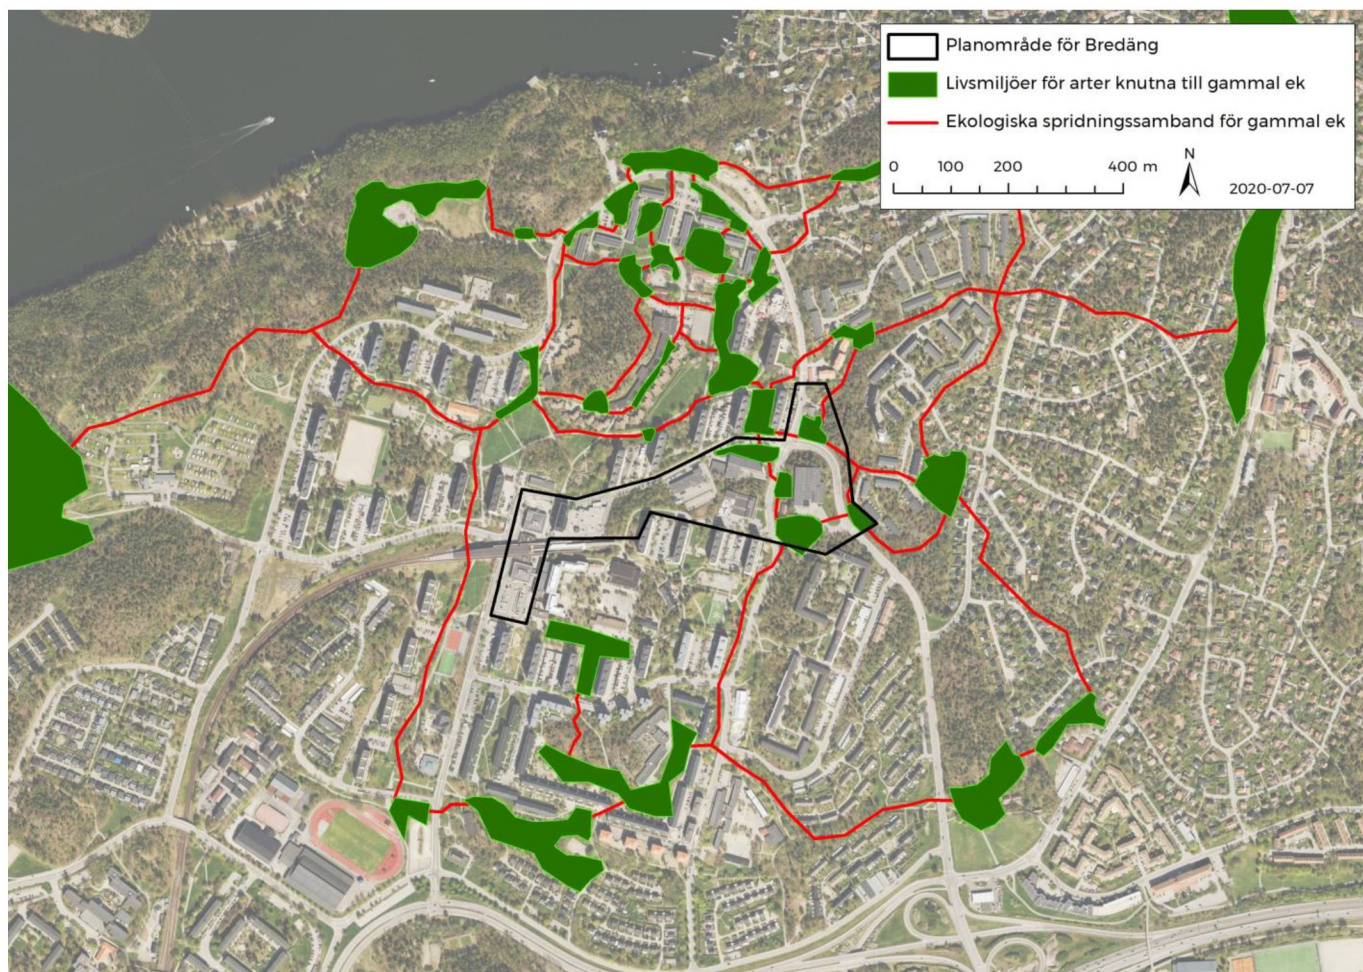 Planområde för Bredäng
Livsmiljöer för arter knutna till gammal ek
Ekologiska spridningssamband för gammal ek
0 100 200 400 m
N
2020-07-07